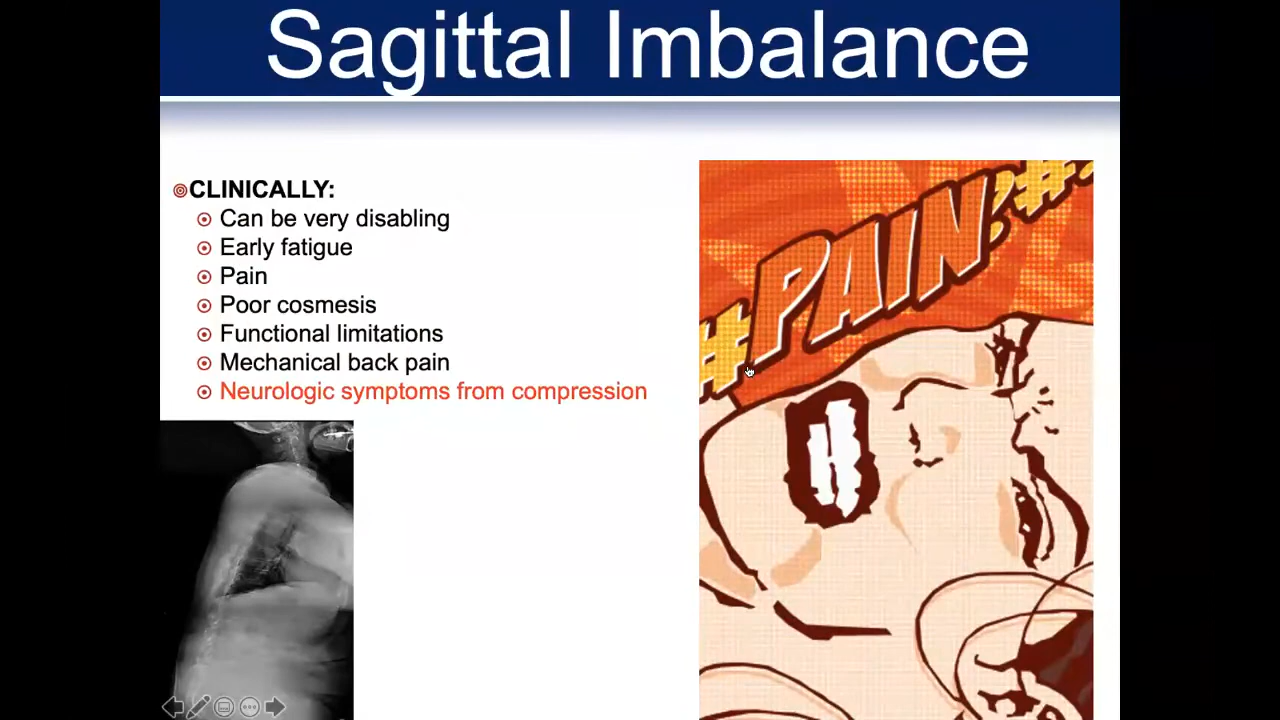 Sagittal Imbalance
CLINICALLY:
Can be very disabling
Early fatigue
Pain
Poor cosmesis
Functional limitations
Mechanical back pain
Neurologic symptoms from compression
#PAIN?#